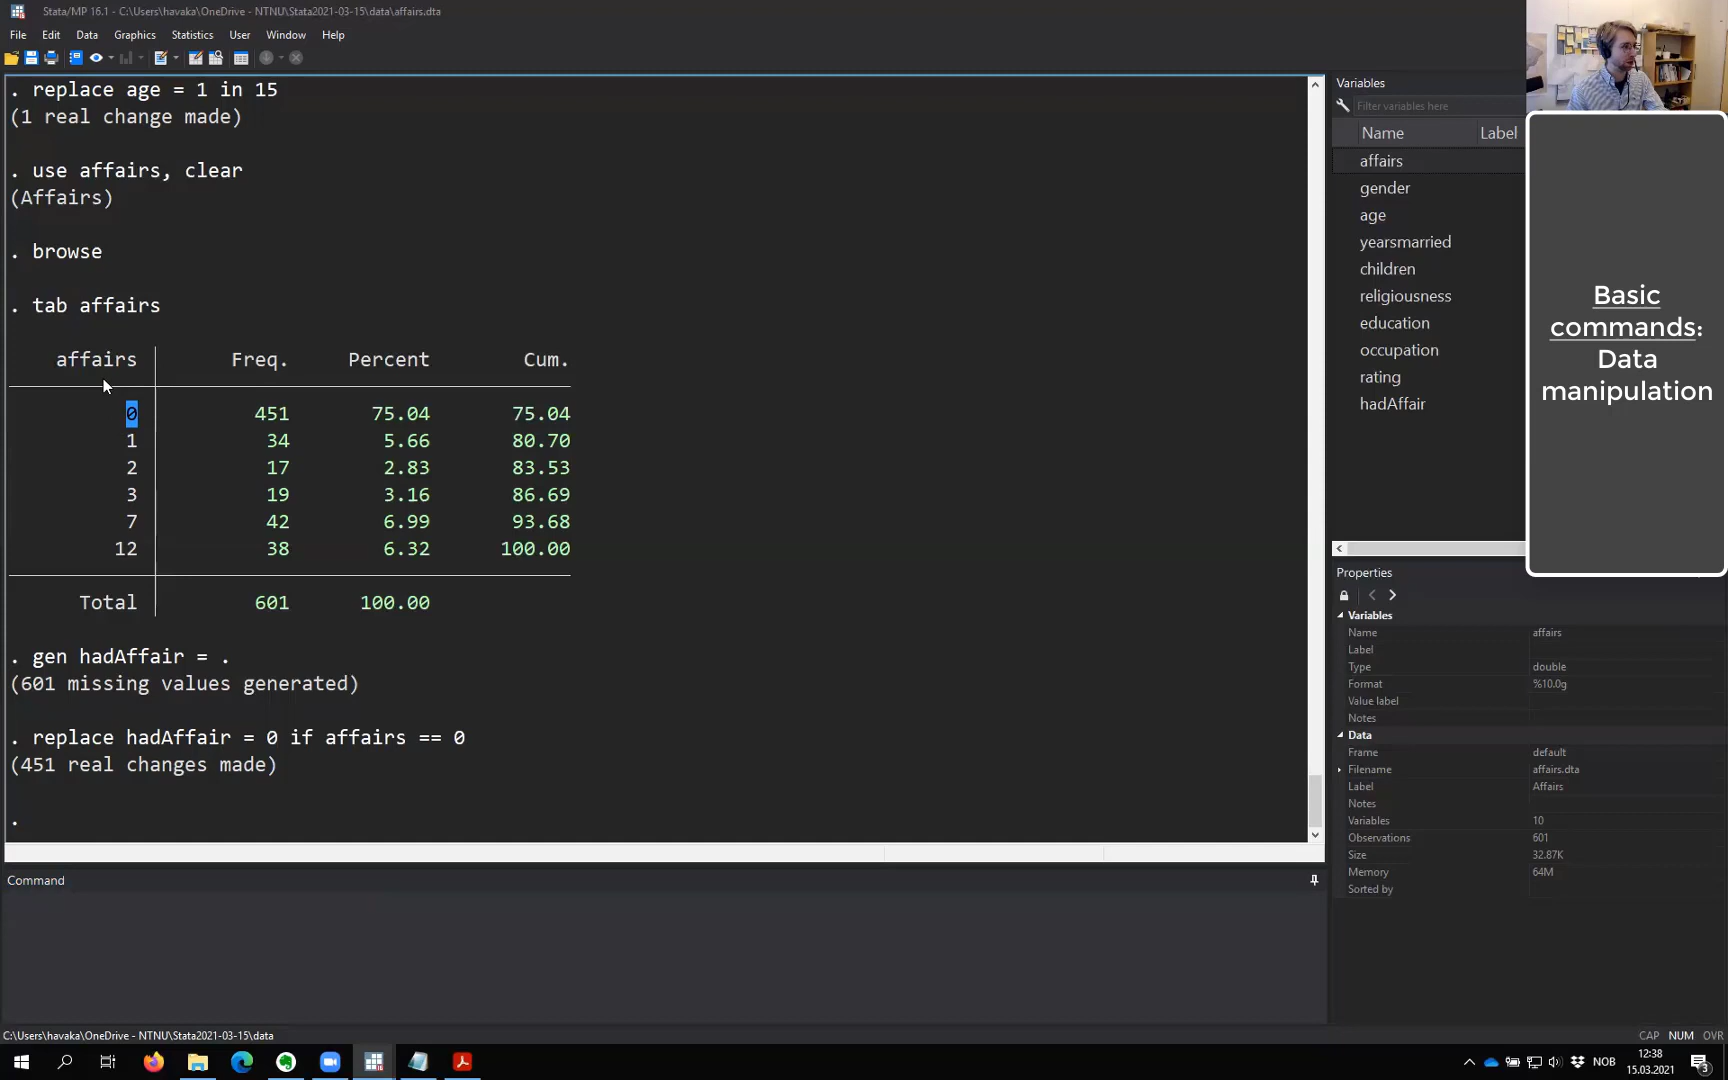 Stata/MP 16.1 - C:\Users\havaka\OneDrive - NTNU\Stata2021-03-15\data\affairs.dta
File Edit Data Graphics Statistics User Window Help
. replace age = 1 in 15
(1 real change made)
. use affairs, clear
(Affairs)
. browse
. tab affairs
affairs Freq. Percent Cum.
0 451 75.04 75.04
1 34 5.66 80.70
2 17 2.83 83.53
3 19 3.16 86.69
7 42 6.99 93.68
12 38 6.32 100.00
Total 601 100.00
. gen hadAffair = .
(601 missing values generated)
. replace hadAffair = 0 if affairs == 0
(451 real changes made)
.
Command
C:\Users\havaka\OneDrive - NTNU\Stata2021-03-15\data
Variables
Filter variables here
Name Label
affairs
gender
age
yearsmarried
children
religiousness
education
occupation
rating
hadAffair
Basic
commands:
Data
manipulation
Properties
Variables
Name affairs
Label
Type double
Format %10.0g
Value label
Notes
Data
Frame default
Filename affairs.dta
Label Affairs
Notes
Variables 10
Observations 601
Size 32.87K
Memory 64M
Sorted by
CAP NUM OVR
NOB
12:38
15.03.2021
3